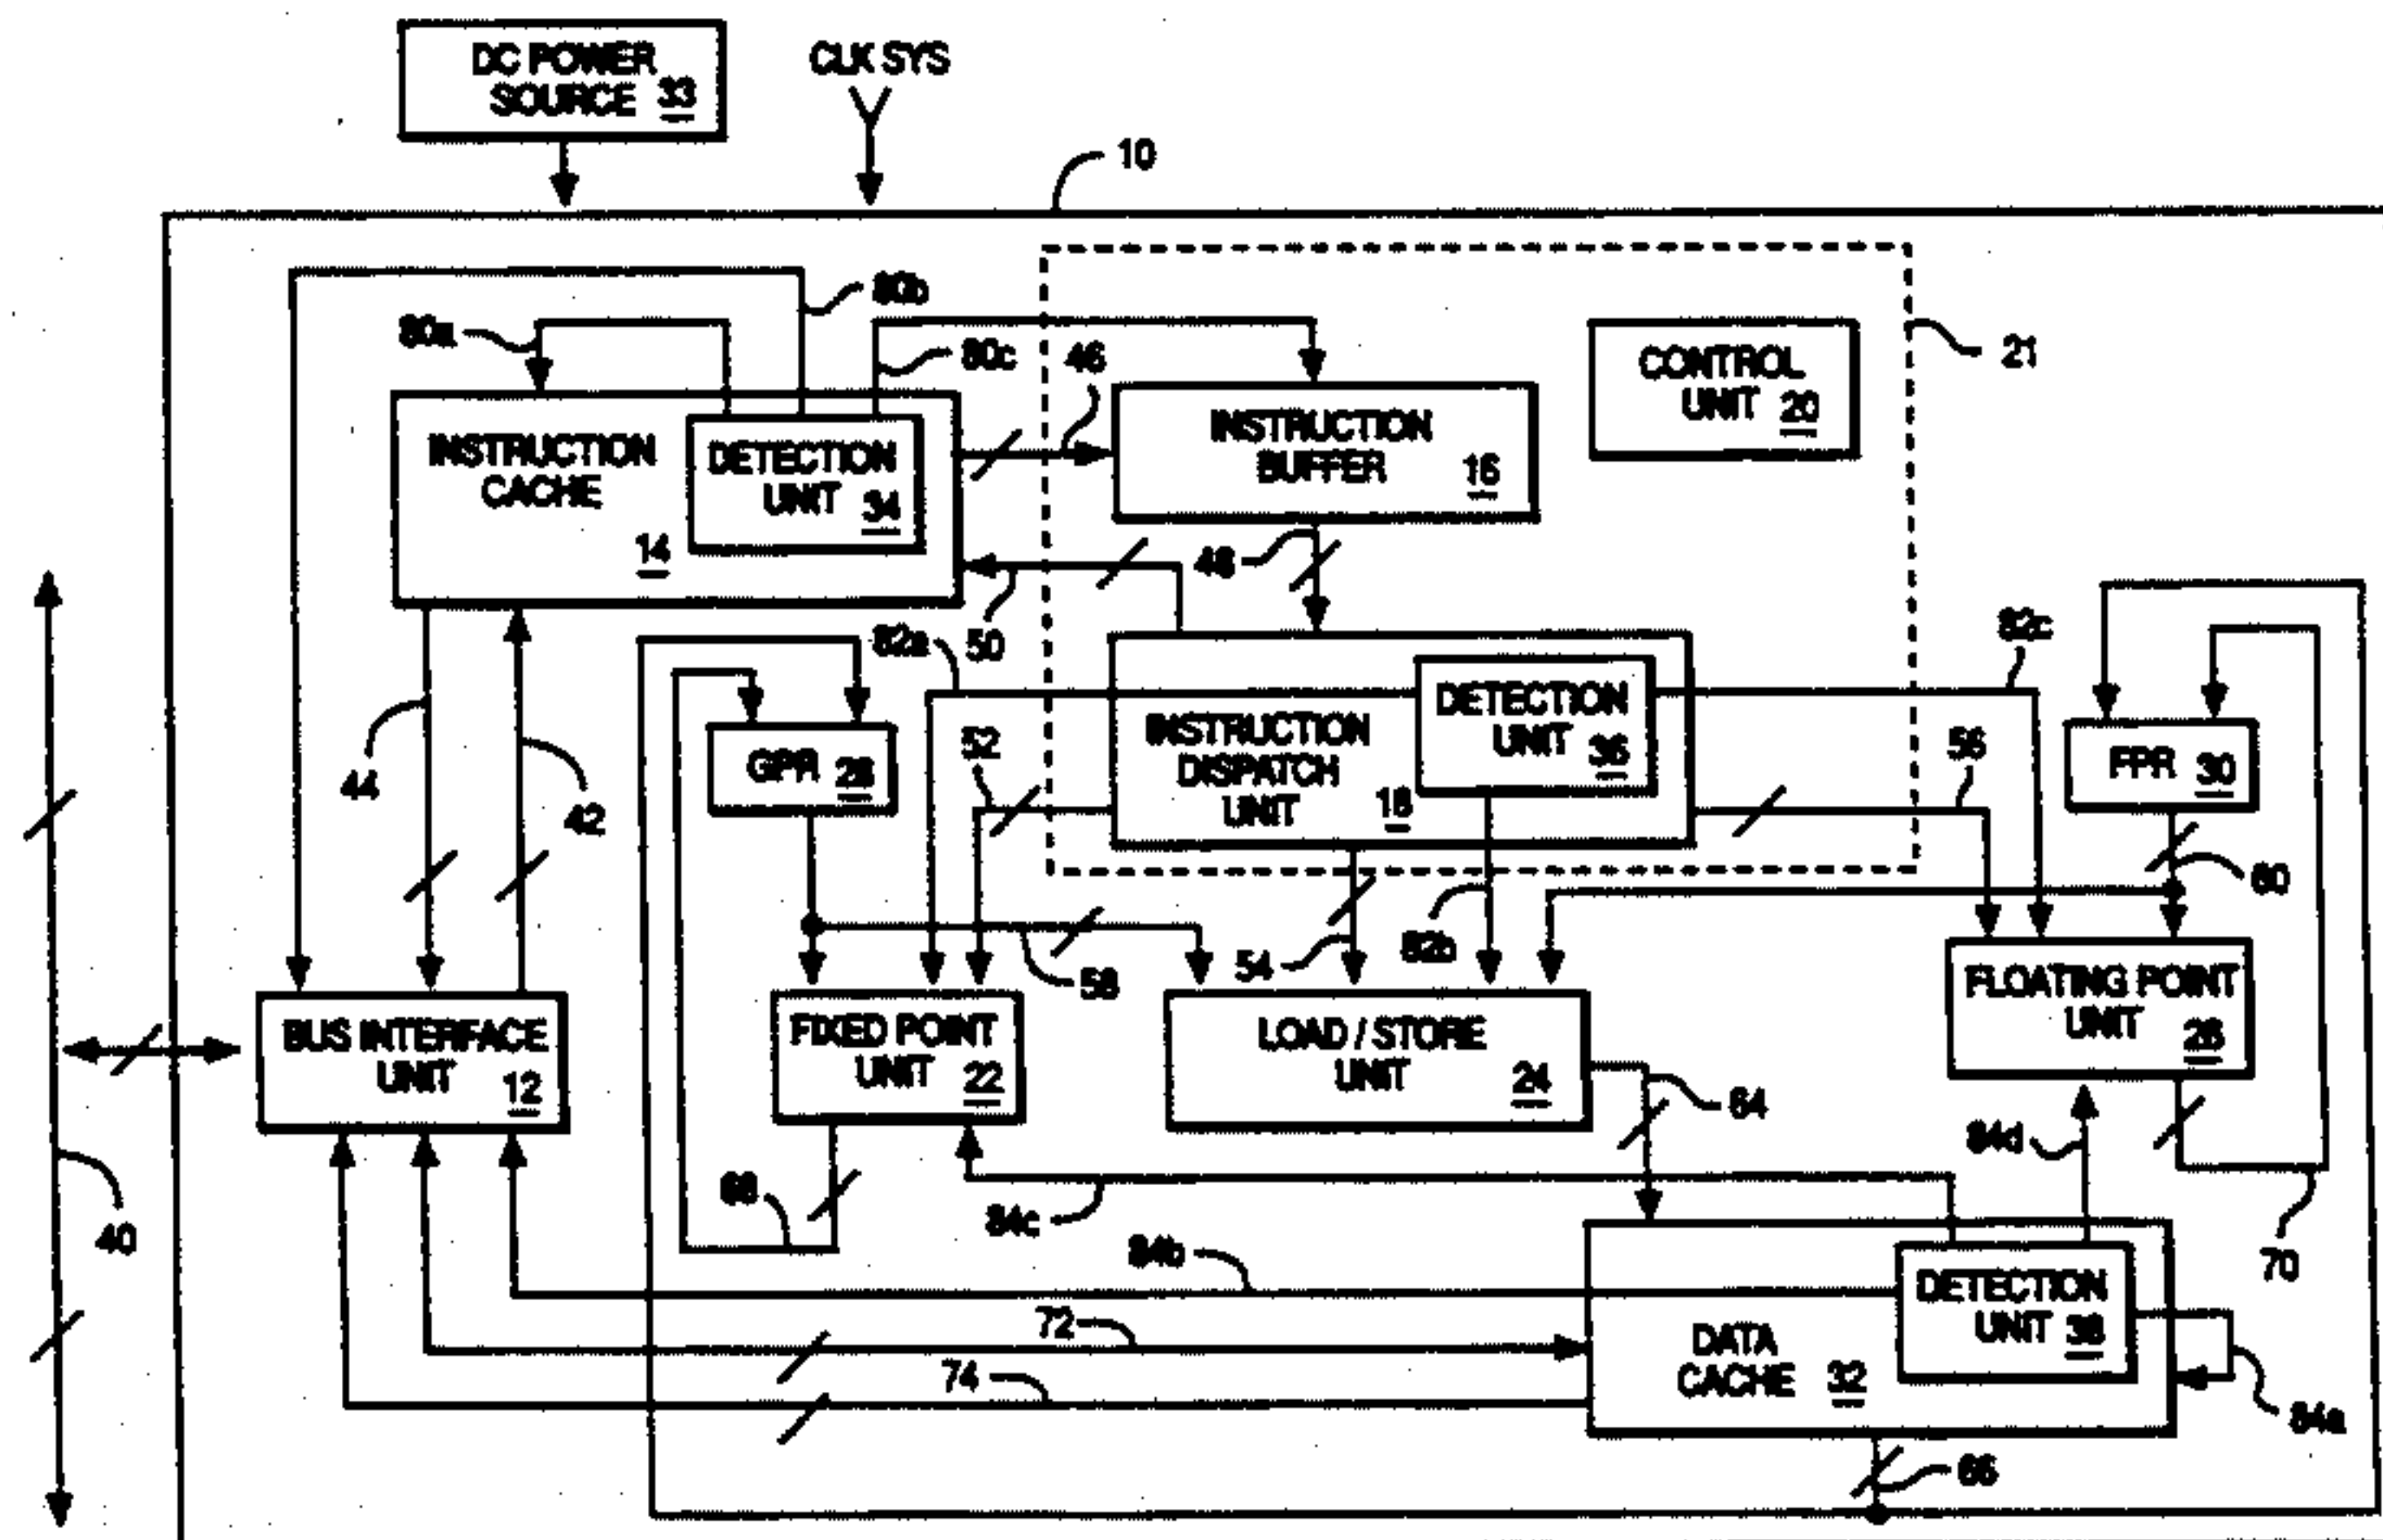 DC POWER
SOURCE 33
CLK SYS
10
80b
80a
80c
46
21
CONTROL
UNIT 20
INSTRUCTION
CACHE
14
DETECTION
UNIT 34
INSTRUCTION
BUFFER 16
48
50
82a
82c
44
42
GPR 28
52
INSTRUCTION
DISPATCH
UNIT 18
DETECTION
UNIT 36
56
FPR 30
60
58
54
82b
BUS INTERFACE
UNIT 12
FIXED POINT
UNIT 22
LOAD / STORE
UNIT 24
FLOATING POINT
UNIT
64
84d
40
68
84c
84b
70
72
74
DATA
CACHE 32
DETECTION
UNIT 38
84a
66